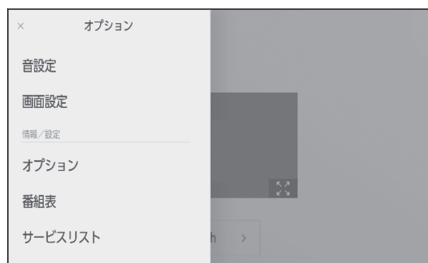 × オプション
音設定
画面設定
情報／設定
オプション
番組表
サービスリスト
h >